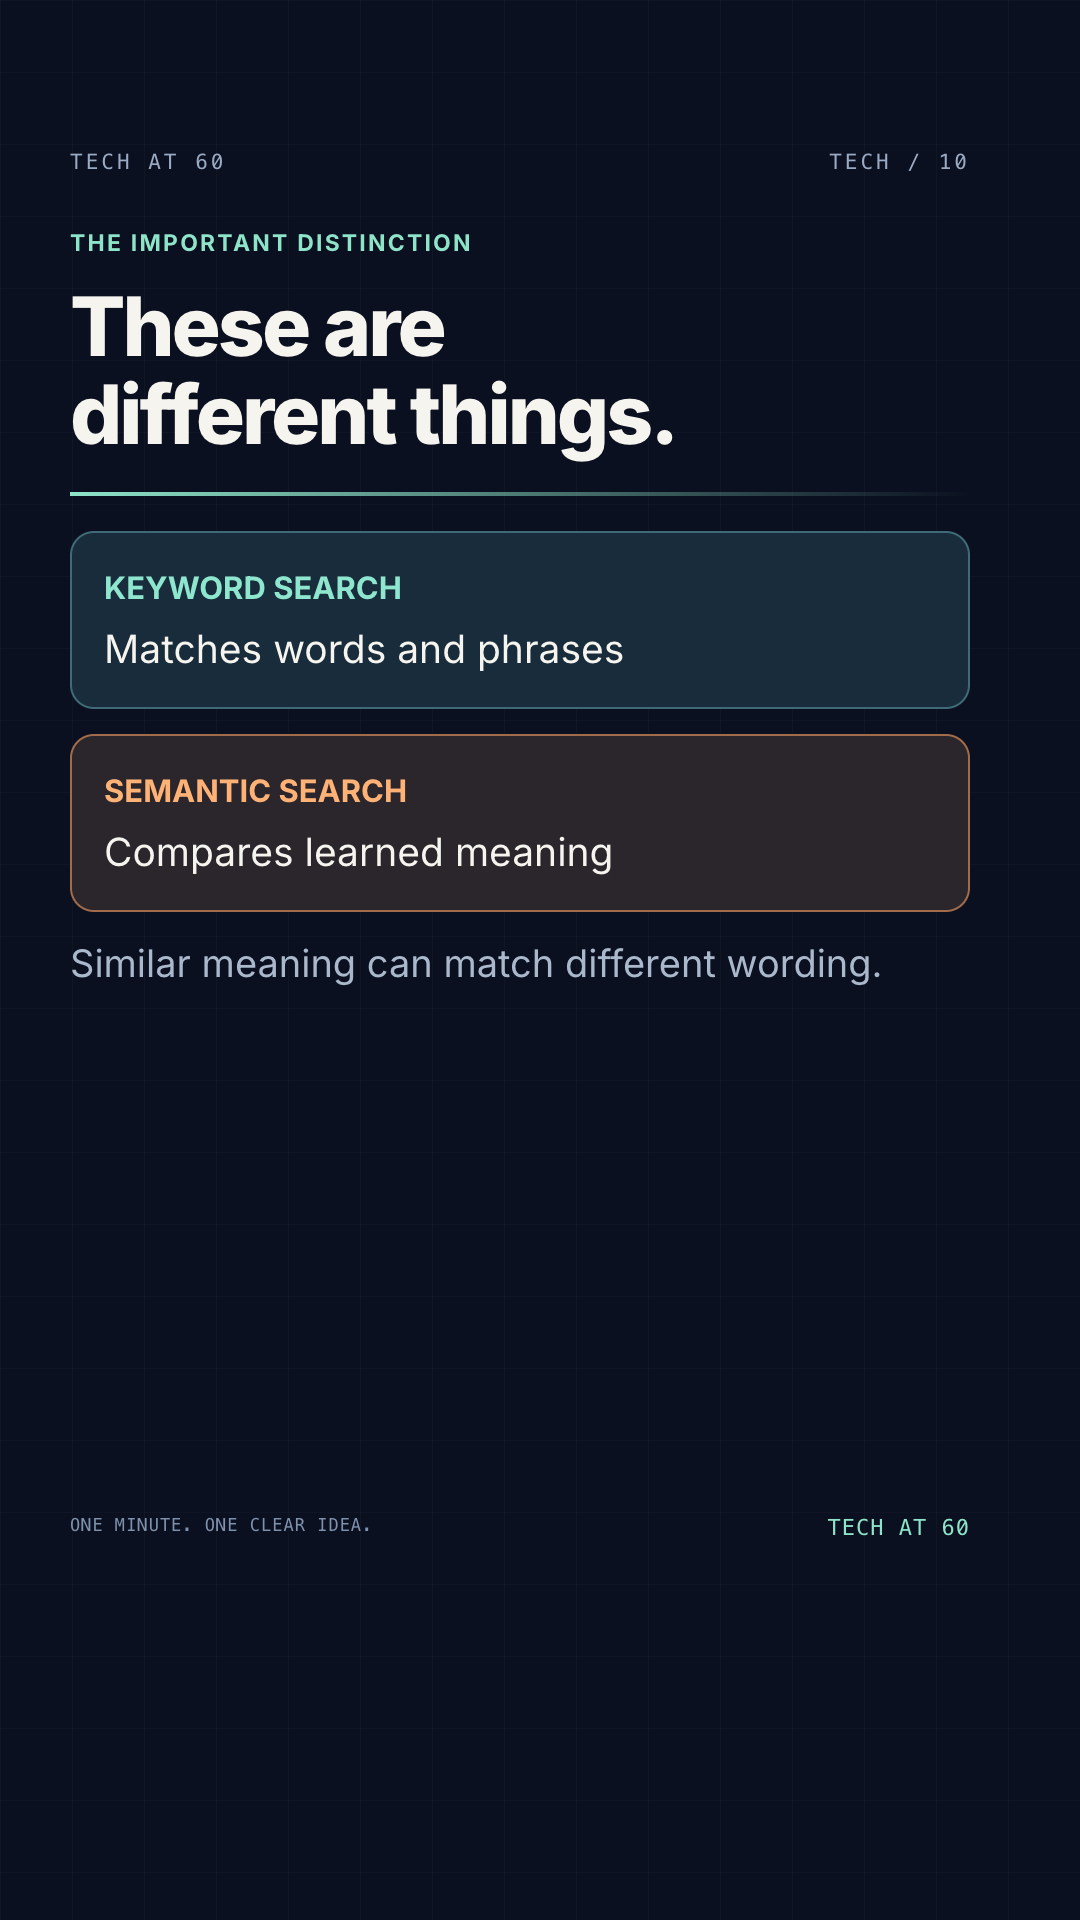 TECH AT 60
TECH / 10
THE IMPORTANT DISTINCTION
These are
different things.
KEYWORD SEARCH
Matches words and phrases
SEMANTIC SEARCH
Compares learned meaning
Similar meaning can match different wording.
ONE MINUTE. ONE CLEAR IDEA.
TECH AT 60